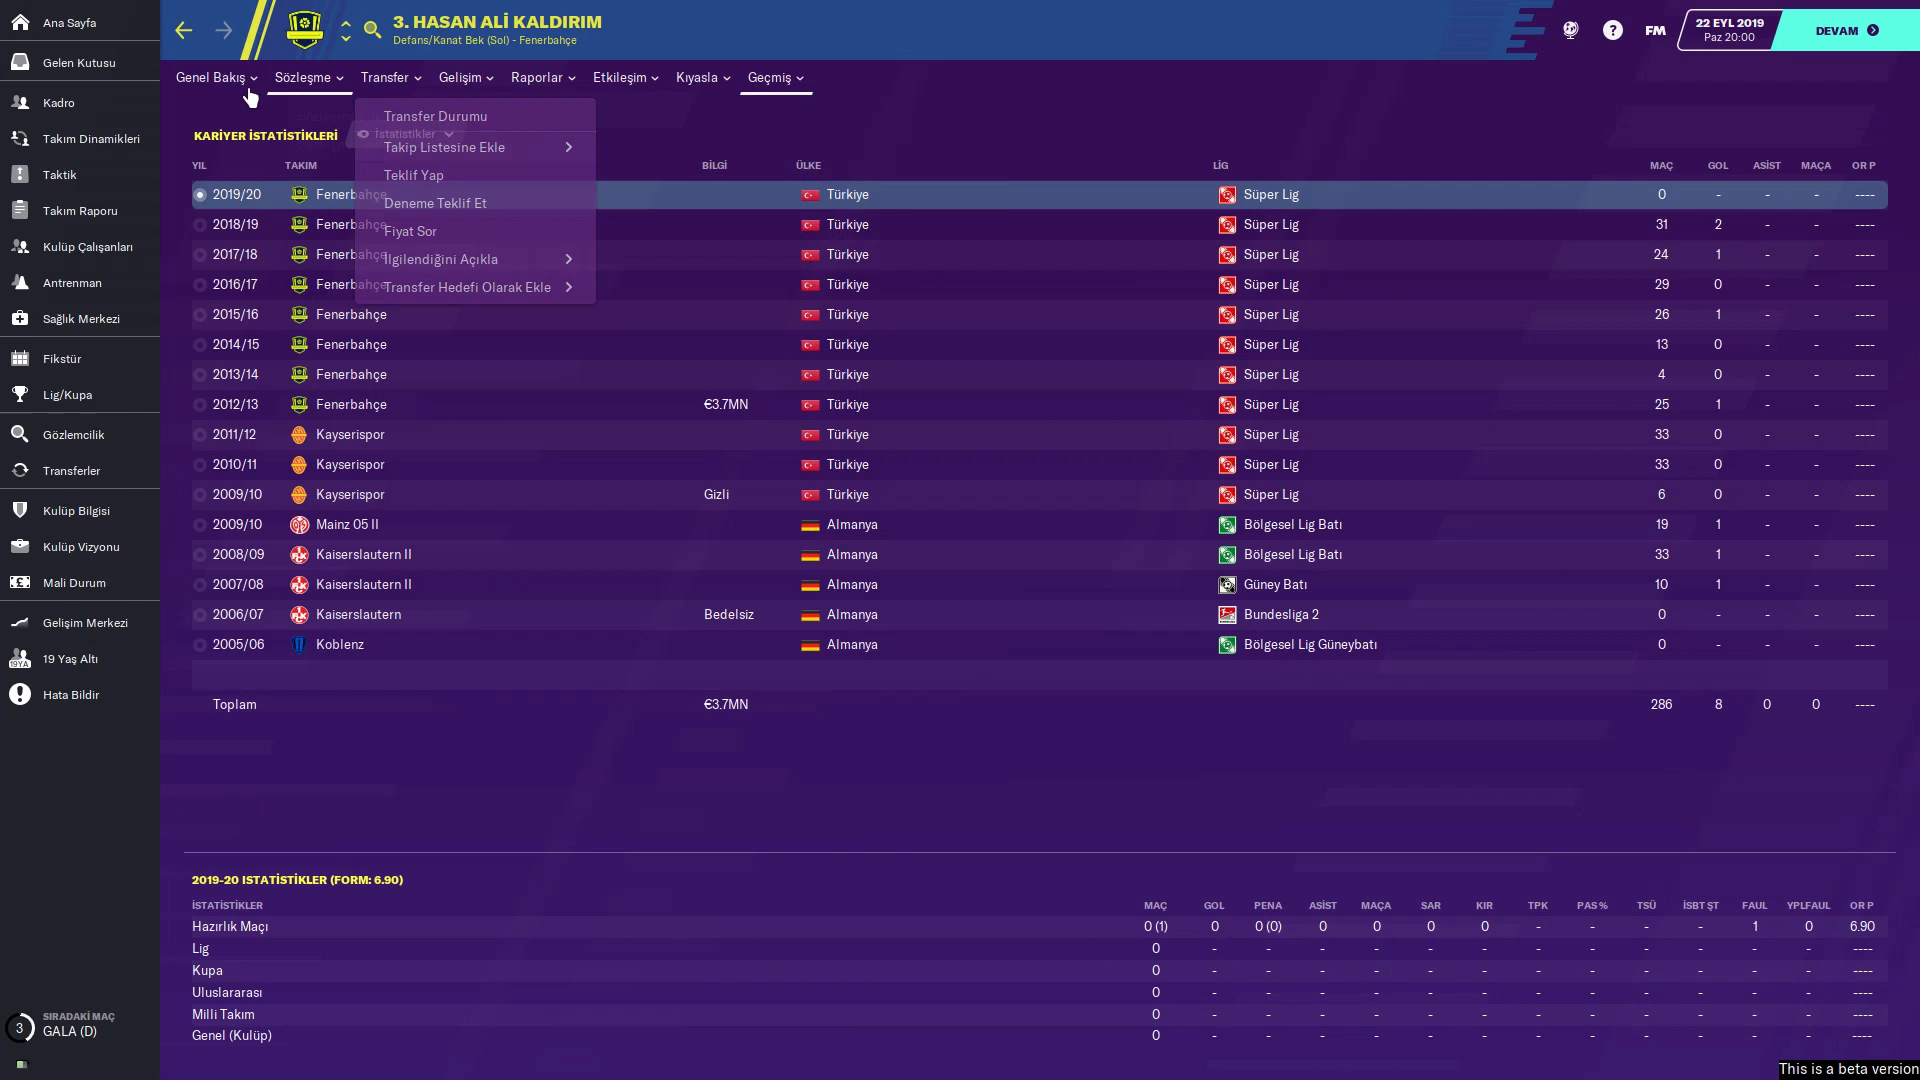 Ana Sayfa
Gelen Kutusu
Kadro
Takım Dinamikleri
Taktik
Takım Raporu
Kulüp Çalışanları
Antrenman
Sağlık Merkezi
Fikstür
Lig/Kupa
Gözlemcilik
Transferler
Kulüp Bilgisi
Kulüp Vizyonu
Mali Durum
Gelişim Merkezi
19YA 19 Yaş Altı
Hata Bildir
3 SIRADAKİ MAÇ
GALA (D)
3. HASAN ALİ KALDIRIM
Defans/Kanat Bek (Sol) - Fenerbahçe
? FM
22 EYL 2019
Paz 20:00
DEVAM
Genel Bakış Sözleşme Transfer Gelişim Raporlar Etkileşim Kıyasla Geçmiş
Transfer Durumu
Takip Listesine Ekle
Teklif Yap
Deneme Teklif Et
Fiyat Sor
İlgilendiğini Açıkla
Transfer Hedefi Olarak Ekle
KARİYER İSTATİSTİKLERİ İstatistikler
YIL TAKIM BİLGİ ÜLKE LİG MAÇ GOL ASİST MAÇA OR P
2019/20 Fenerbahçe Türkiye Süper Lig 0 - - - ----
2018/19 Fenerbahçe Türkiye Süper Lig 31 2 - - ----
2017/18 Fenerbahçe Türkiye Süper Lig 24 1 - - ----
2016/17 Fenerbahçe Türkiye Süper Lig 29 0 - - ----
2015/16 Fenerbahçe Türkiye Süper Lig 26 1 - - ----
2014/15 Fenerbahçe Türkiye Süper Lig 13 0 - - ----
2013/14 Fenerbahçe Türkiye Süper Lig 4 0 - - ----
2012/13 Fenerbahçe €3.7MN Türkiye Süper Lig 25 1 - - ----
2011/12 Kayserispor Türkiye Süper Lig 33 0 - - ----
2010/11 Kayserispor Türkiye Süper Lig 33 0 - - ----
2009/10 Kayserispor Gizli Türkiye Süper Lig 6 0 - - ----
2009/10 Mainz 05 II Almanya Bölgesel Lig Batı 19 1 - - ----
2008/09 Kaiserslautern II Almanya Bölgesel Lig Batı 33 1 - - ----
2007/08 Kaiserslautern II Almanya Güney Batı 10 1 - - ----
2006/07 Kaiserslautern Bedelsiz Almanya Bundesliga 2 0 - - - ----
2005/06 Koblenz Almanya Bölgesel Lig Güneybatı 0 - - - ----
Toplam €3.7MN 286 8 0 0 ----
2019-20 ISTATİSTİKLER (FORM: 6.90)
İSTATİSTİKLER MAÇ GOL PENA ASİST MAÇA SAR KIR TPK PAS % TSÜ İSBT ŞT FAUL YPLFAUL OR P
Hazırlık Maçı 0 (1) 0 0 (0) 0 0 0 0 - - - - 1 0 6.90
Lig 0 - - - - - - - - - - - - ----
Kupa 0 - - - - - - - - - - - - ----
Uluslararası 0 - - - - - - - - - - - - ----
Milli Takım 0 - - - - - - - - - - - - ----
Genel (Kulüp) 0 - - - - - - - - - - - - ----
This is a beta version